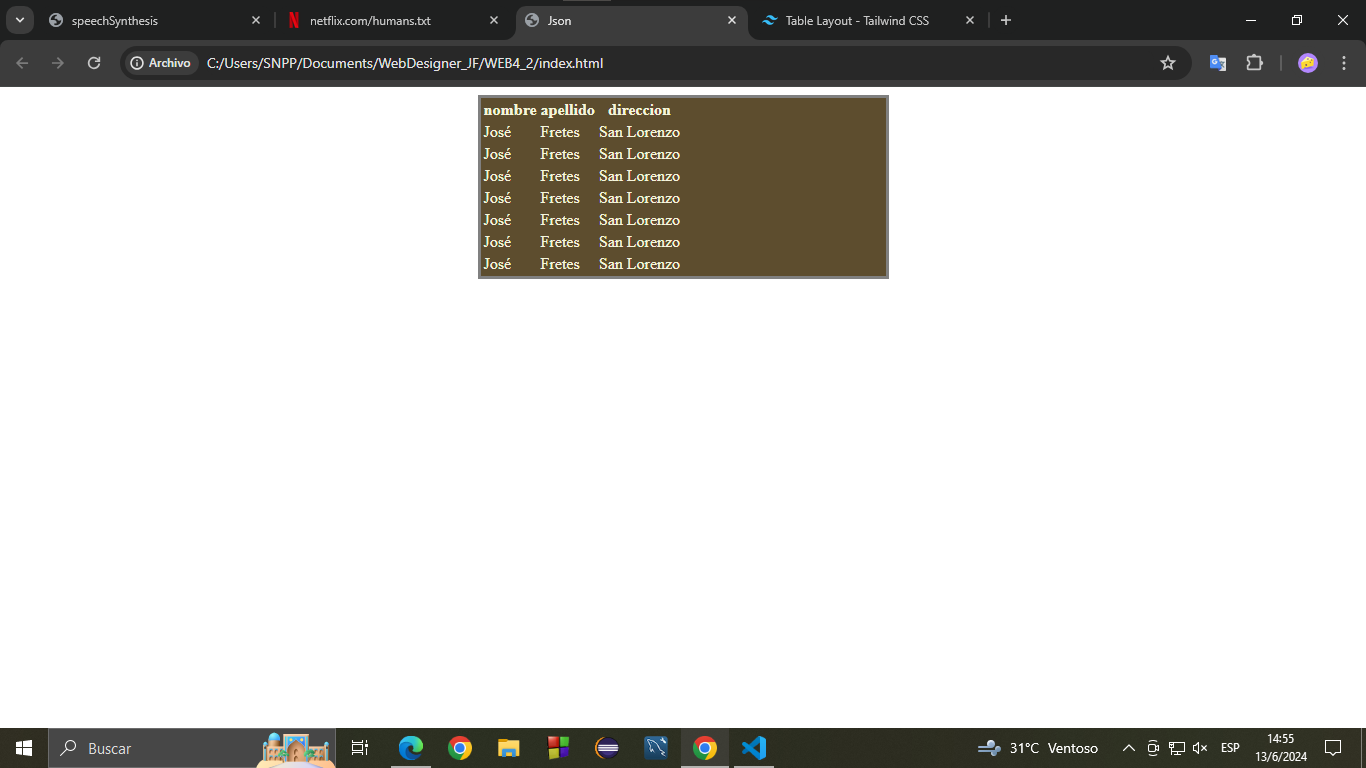 speechSynthesis
netflix.com/humans.txt
Json
Table Layout - Tailwind CSS
Archivo
C:/Users/SNPP/Documents/WebDesigner_JF/WEB4_2/index.html
nombre apellido direccion
José Fretes San Lorenzo
José Fretes San Lorenzo
José Fretes San Lorenzo
José Fretes San Lorenzo
José Fretes San Lorenzo
José Fretes San Lorenzo
José Fretes San Lorenzo
Buscar
31°C Ventoso
ESP
14:55
13/6/2024